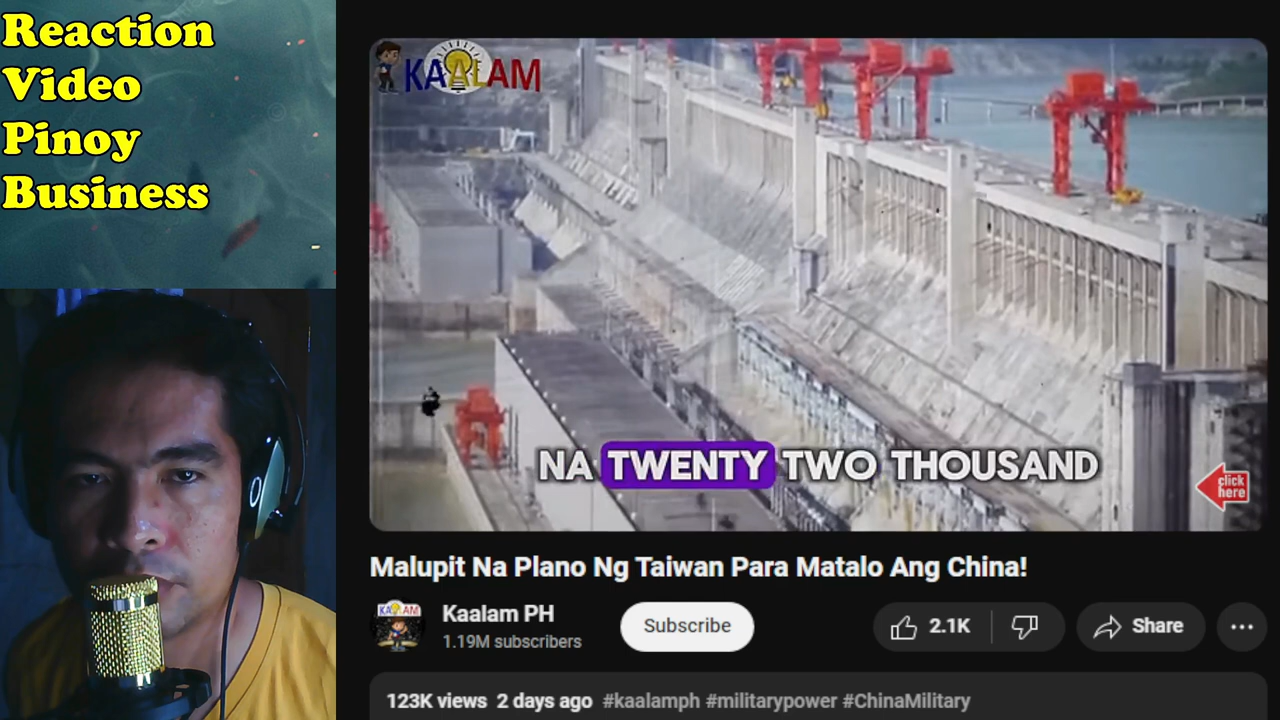 Reaction
Video
Pinoy
Business
KAALAM
NA TWENTY TWO THOUSAND
click
here
Malupit Na Plano Ng Taiwan Para Matalo Ang China!
KAALAM
Kaalam PH
1.19M subscribers
Subscribe
2.1K
Share
123K views 2 days ago #kaalamph #militarypower #ChinaMilitary